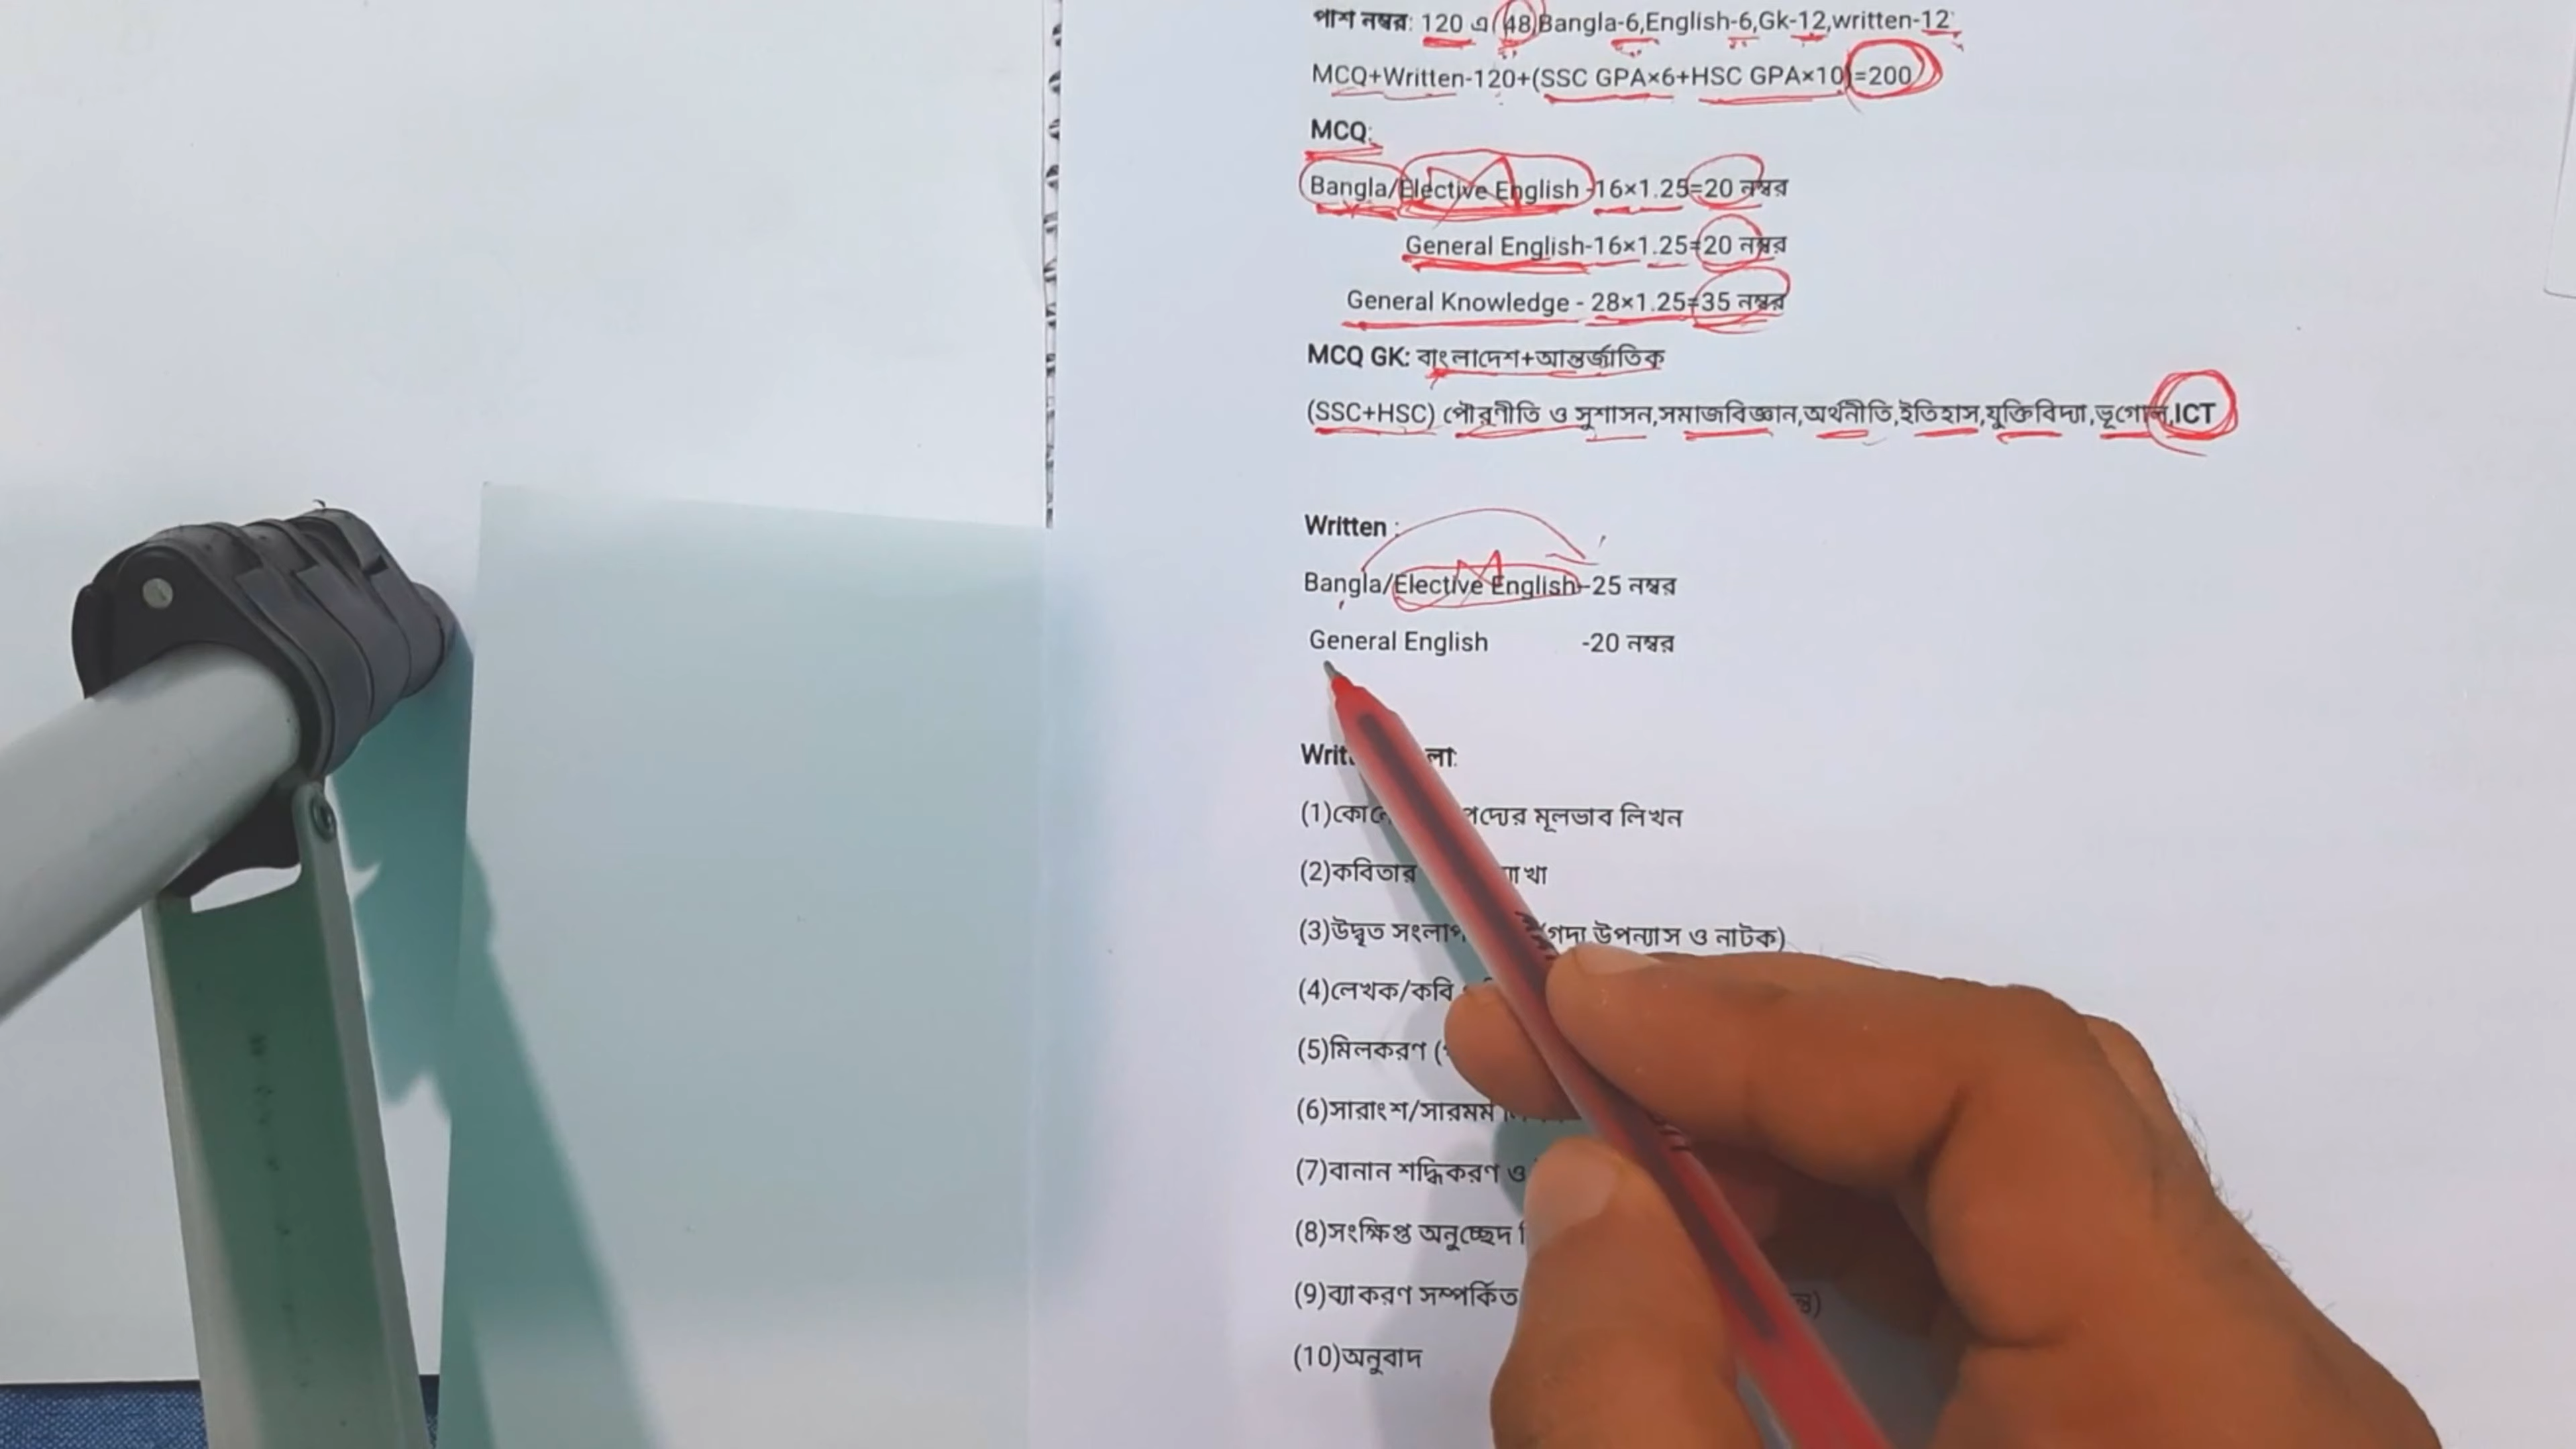 পাশ নম্বর: 120 এ (48)Bangla-6,English-6,Gk-12,written-12
MCQ+Written-120+(SSC GPA×6+HSC GPA×10)=200
MCQ:
Bangla/Elective English -16×1.25=20 নম্বর
General English-16×1.25=20 নম্বর
General Knowledge - 28×1.25=35 নম্বর
MCQ GK: বাংলাদেশ+আন্তর্জাতিক
(SSC+HSC) পৌরণীতি ও সুশাসন,সমাজবিজ্ঞান,অর্থনীতি,ইতিহাস,যুক্তিবিদ্যা,ভূগোল,ICT
Written :
Bangla/Elective English-25 নম্বর
General English -20 নম্বর
(1) পদ্যের মূলভাব লিখন
(2)কবিতার
(3)উদ্বৃত সংলাপ (গদ্য উপন্যাস ও নাটক)
(4)লেখক/কবি
(5)মিলকরণ
(6)সারাংশ/সারমর্ম
(7)বানান শদ্ধিকরণ ও
(8)সংক্ষিপ্ত অনুচ্ছেদ
(9)ব্যাকরণ সম্পর্কিত
(10)অনুবাদ